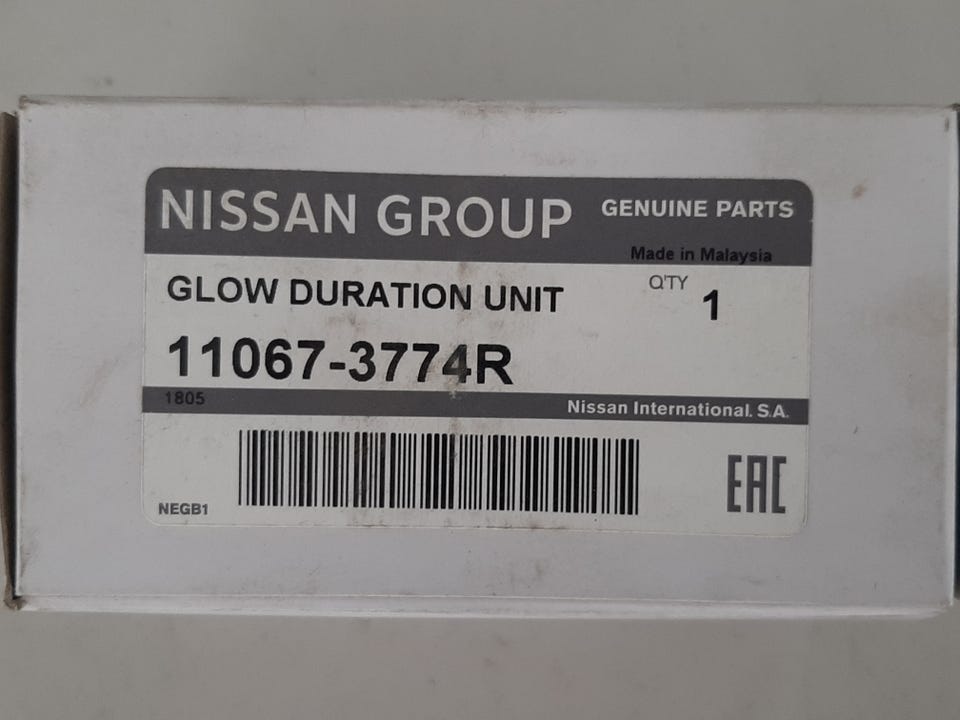 NISSAN GROUP GENUINE PARTS
Made in Malaysia
GLOW DURATION UNIT Q'TY 1
11067-3774R
1805 Nissan International. S.A.
NEGB1 EAC